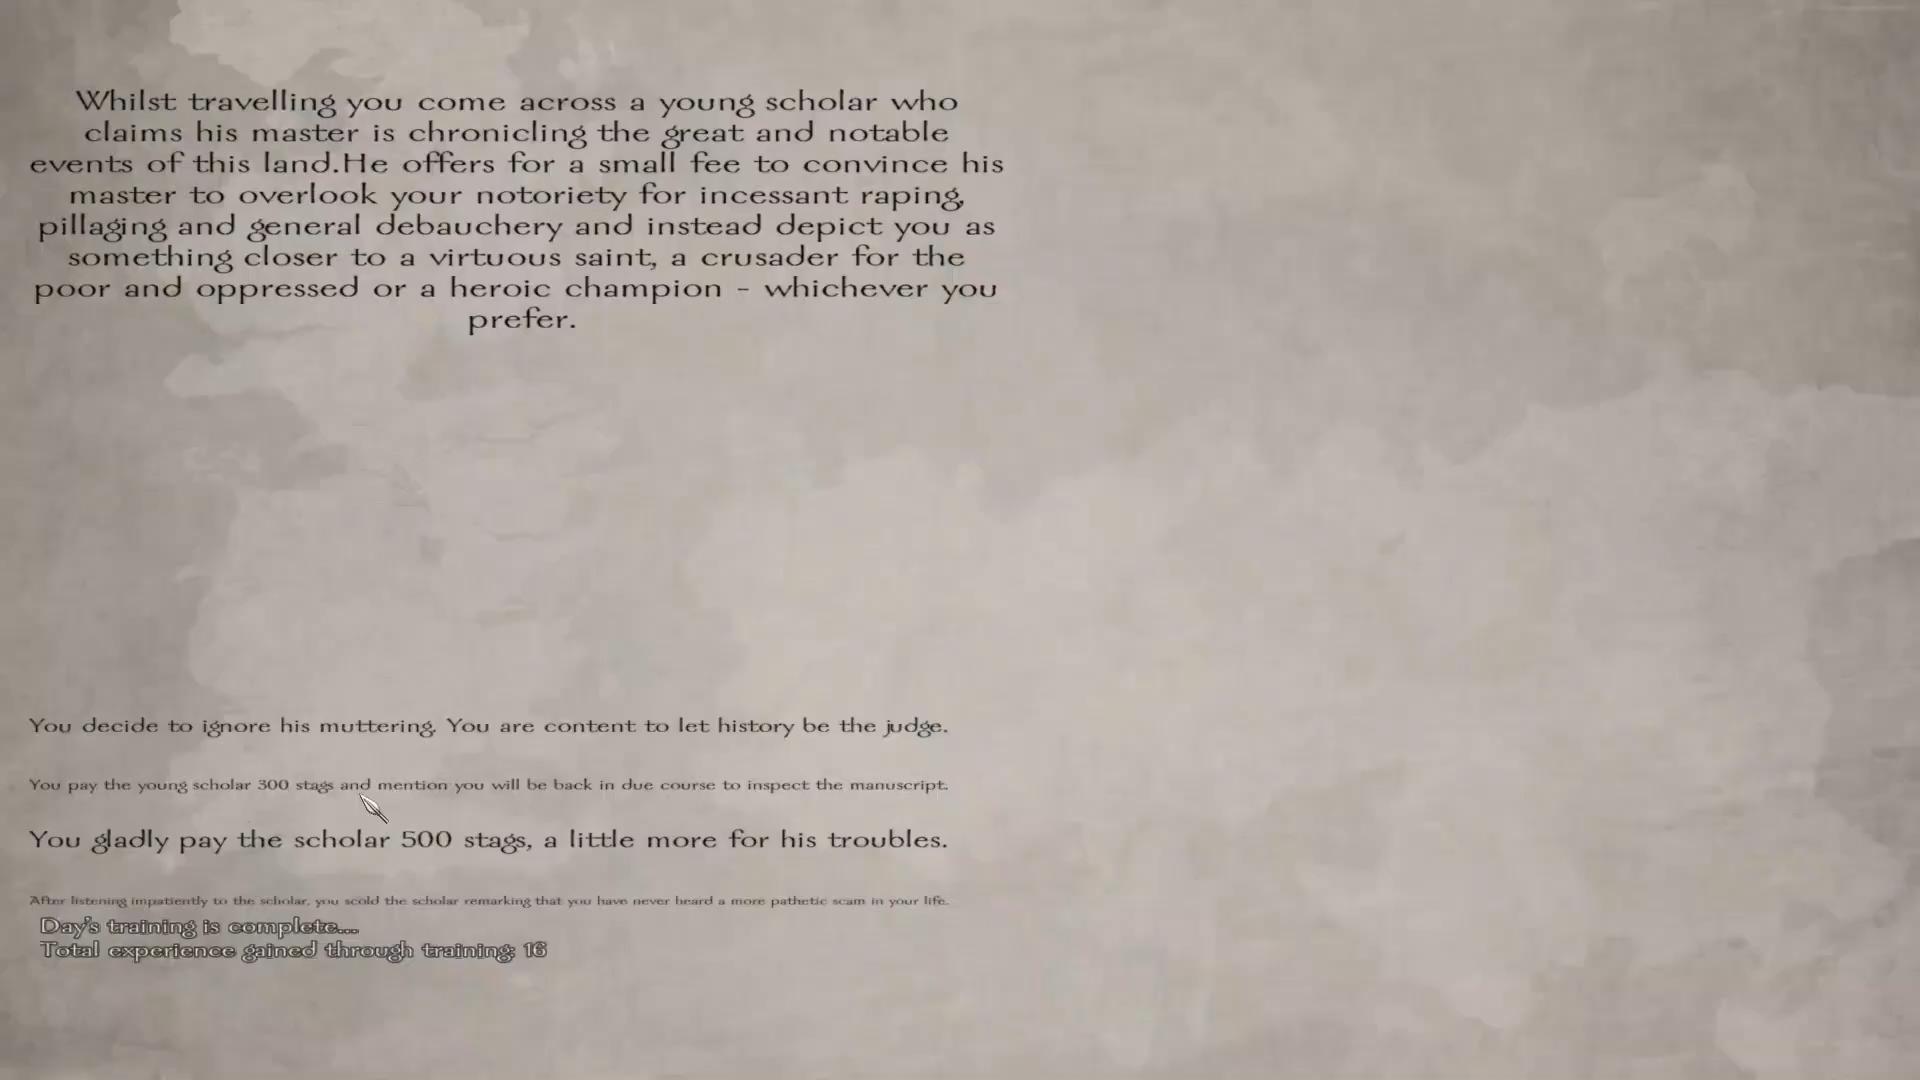 Whilst travelling you come across a young scholar who
claims his master is chronicling the great and notable
events of this land.He offers for a small fee to convince his
master to overlook your notoriety for incessant raping,
pillaging and general debauchery and instead depict you as
something closer to a virtuous saint, a crusader for the
poor and oppressed or a heroic champion - whichever you
prefer.
You decide to ignore his muttering. You are content to let history be the judge.
You pay the young scholar 300 stags and mention you will be back in due course to inspect the manuscript.
You gladly pay the scholar 500 stags, a little more for his troubles.
After listening impatiently to the scholar, you scold the scholar remarking that you have never heard a more pathetic scam in your life.
Day's training is complete...
Total experience gained through training: 16